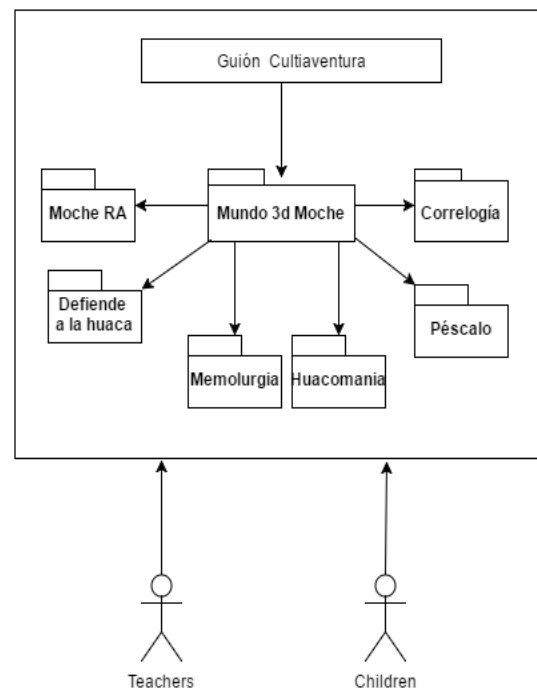 Guión Cultiaventura
Moche RA
Mundo 3d Moche
Correlogía
Defiende
a la huaca
Péscalo
Memolurgia
Huacomania
Teachers
Children